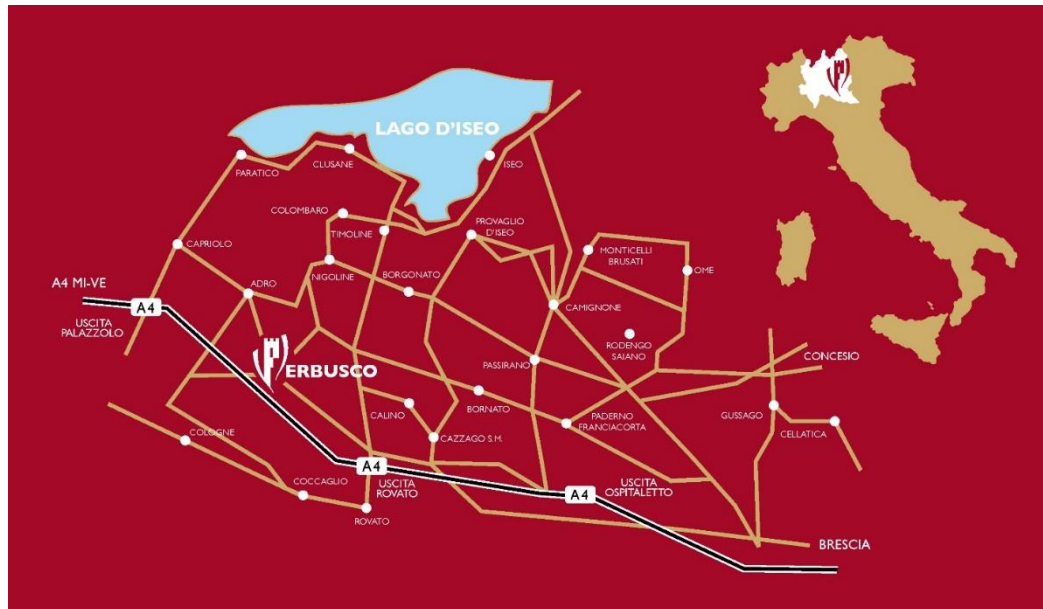 LAGO D'ISEO
PARATICO
CLUSANE
ISEO
COLOMBARO
TIMOLINE
PROVAGLIO
D'ISEO
CAPRIOLO
MONTICELLI
BRUSATI
OME
A4 MI-VE
ADRO
NIGOLINE
BORGONATO
A4
USCITA
PALAZZOLO
CAMIGNONE
RODENGO
SAIANO
ERBUSCO
PASSIRANO
CONCESIO
CALINO
BORNATO
PADERNO
FRANCIACORTA
GUSSAGO
CELLATICA
COLOGNE
CAZZAGO S.M.
A4
USCITA
ROVATO
COCCAGLIO
ROVATO
A4
USCITA
OSPITALETTO
BRESCIA